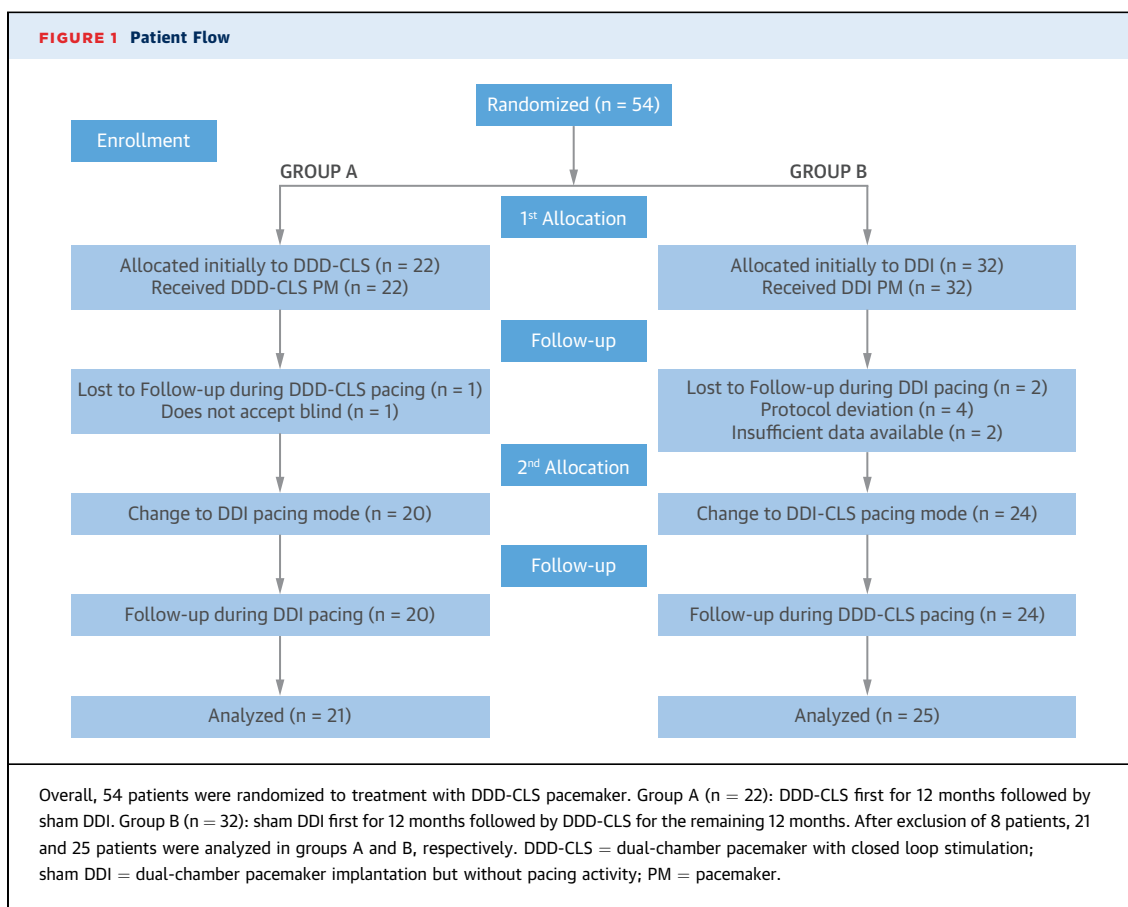 FIGURE 1 Patient Flow
Randomized (n = 54)
Enrollment
GROUP A
GROUP B
1st Allocation
Allocated initially to DDD-CLS (n = 22)
Received DDD-CLS PM (n = 22)
Allocated initially to DDI (n = 32)
Received DDI PM (n = 32)
Follow-up
Lost to Follow-up during DDD-CLS pacing (n = 1)
Does not accept blind (n = 1)
Lost to Follow-up during DDI pacing (n = 2)
Protocol deviation (n = 4)
Insufficient data available (n = 2)
2nd Allocation
Change to DDI pacing mode (n = 20)
Change to DDI-CLS pacing mode (n = 24)
Follow-up
Follow-up during DDI pacing (n = 20)
Follow-up during DDD-CLS pacing (n = 24)
Analyzed (n = 21)
Analyzed (n = 25)
Overall, 54 patients were randomized to treatment with DDD-CLS pacemaker. Group A (n = 22): DDD-CLS first for 12 months followed by
sham DDI. Group B (n = 32): sham DDI first for 12 months followed by DDD-CLS for the remaining 12 months. After exclusion of 8 patients, 21
and 25 patients were analyzed in groups A and B, respectively. DDD-CLS = dual-chamber pacemaker with closed loop stimulation;
sham DDI = dual-chamber pacemaker implantation but without pacing activity; PM = pacemaker.